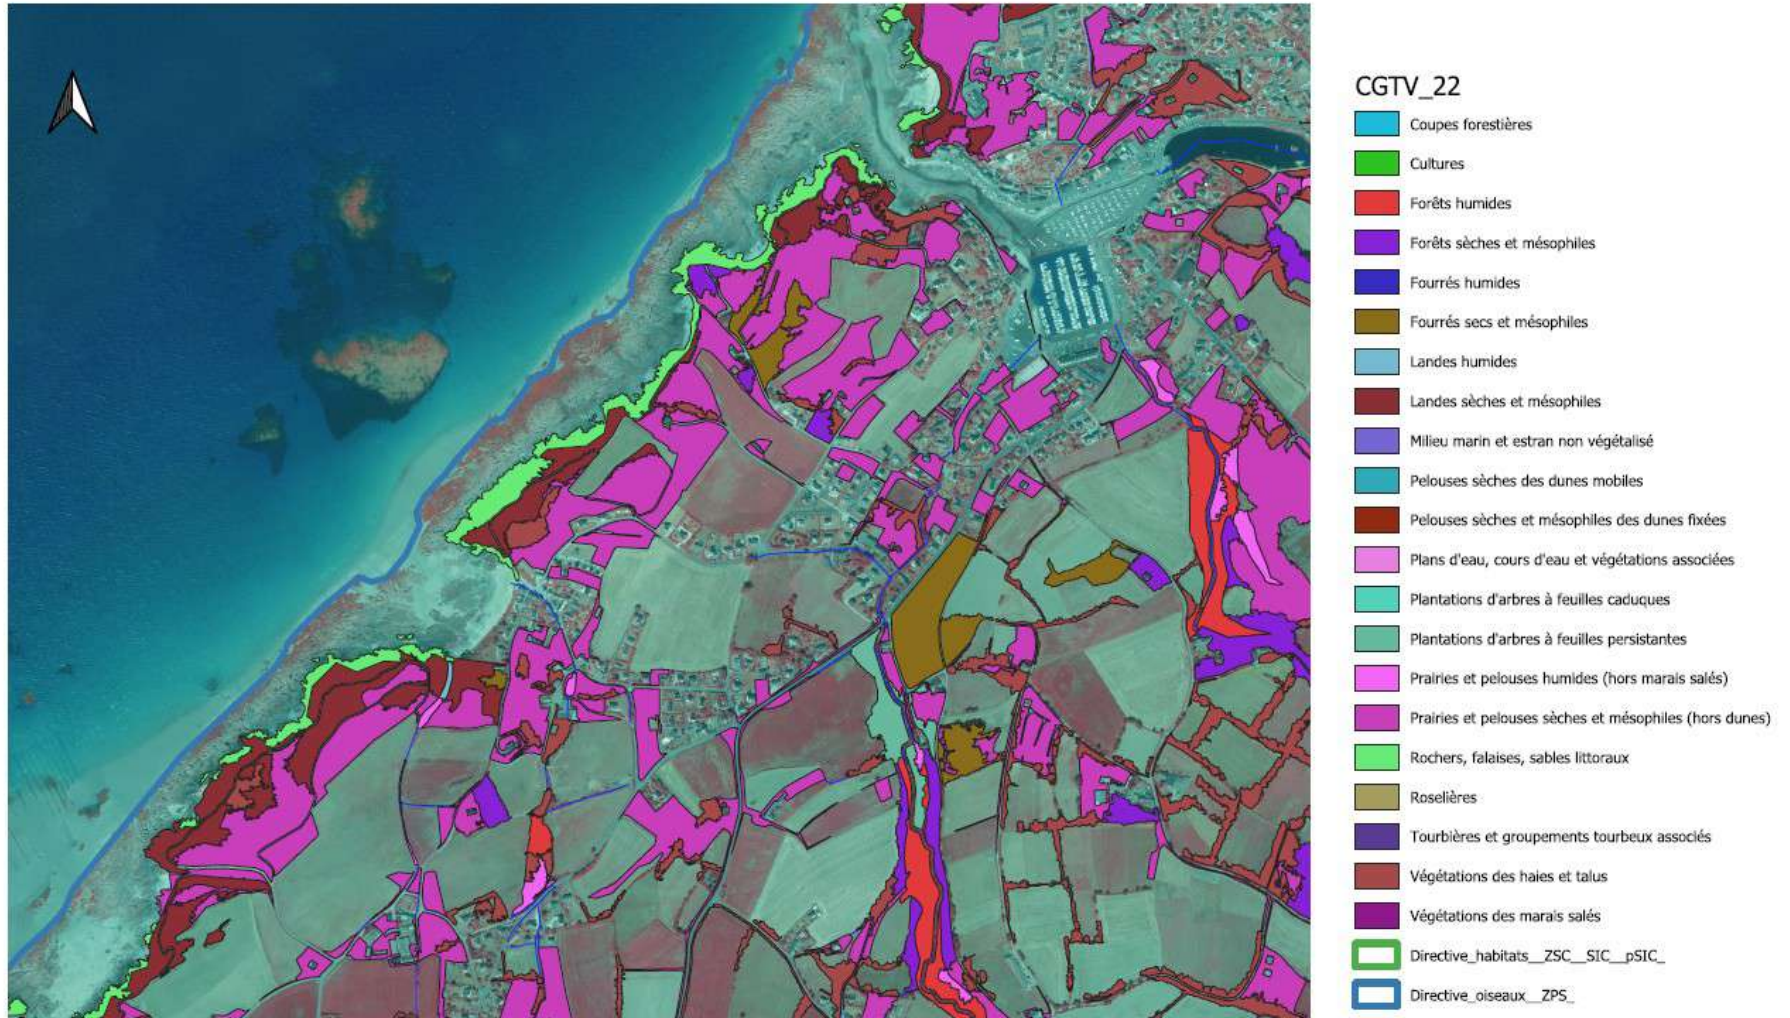 CGTV_22
Coupes forestières
Cultures
Forêts humides
Forêts sèches et mésophiles
Fourrés humides
Fourrés secs et mésophiles
Landes humides
Landes sèches et mésophiles
Milieu marin et estran non végétalisé
Pelouses sèches des dunes mobiles
Pelouses sèches et mésophiles des dunes fixées
Plans d'eau, cours d'eau et végétations associées
Plantations d'arbres à feuilles caduques
Plantations d'arbres à feuilles persistantes
Prairies et pelouses humides (hors marais salés)
Prairies et pelouses sèches et mésophiles (hors dunes)
Rochers, falaises, sables littoraux
Roselières
Tourbières et groupements tourbeux associés
Végétations des haies et talus
Végétations des marais salés
Directive_habitats__ZSC__SIC__pSIC_
Directive_oiseaux__ZPS_